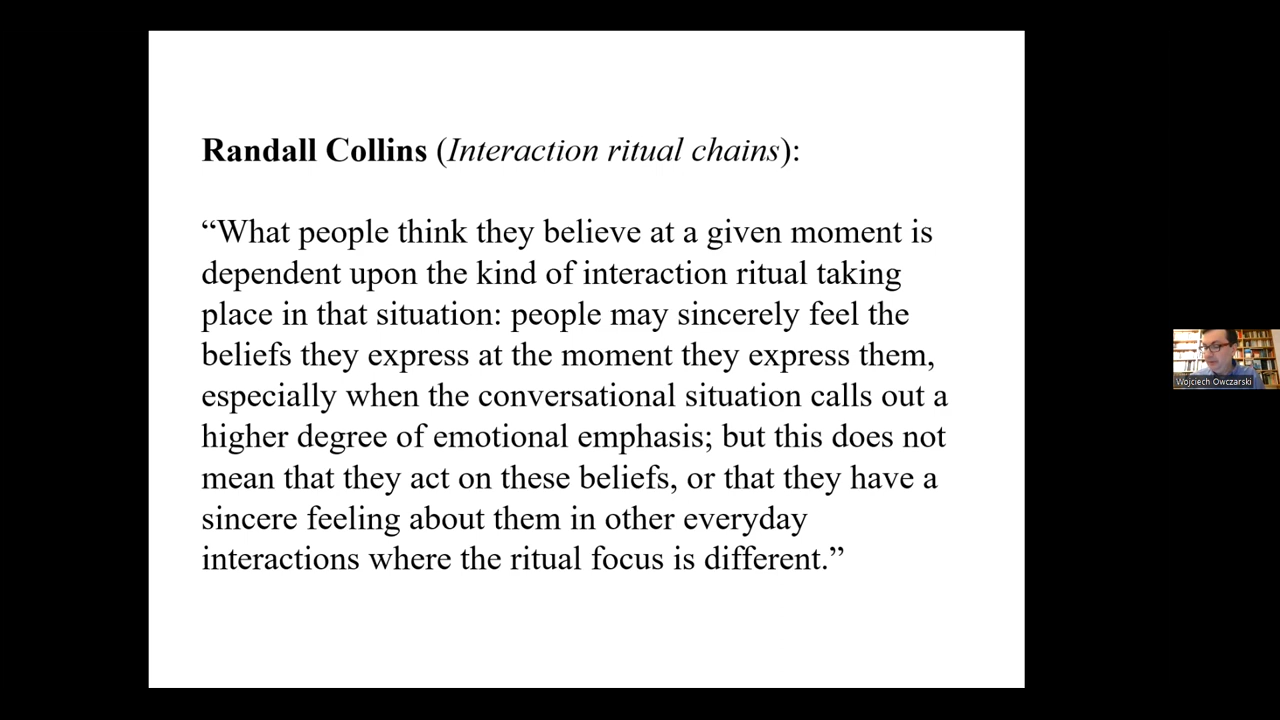 Randall Collins (Interaction ritual chains):
“What people think they believe at a given moment is
dependent upon the kind of interaction ritual taking
place in that situation: people may sincerely feel the
beliefs they express at the moment they express them,
especially when the conversational situation calls out a
higher degree of emotional emphasis; but this does not
mean that they act on these beliefs, or that they have a
sincere feeling about them in other everyday
interactions where the ritual focus is different.”
Wojciech Owczarski